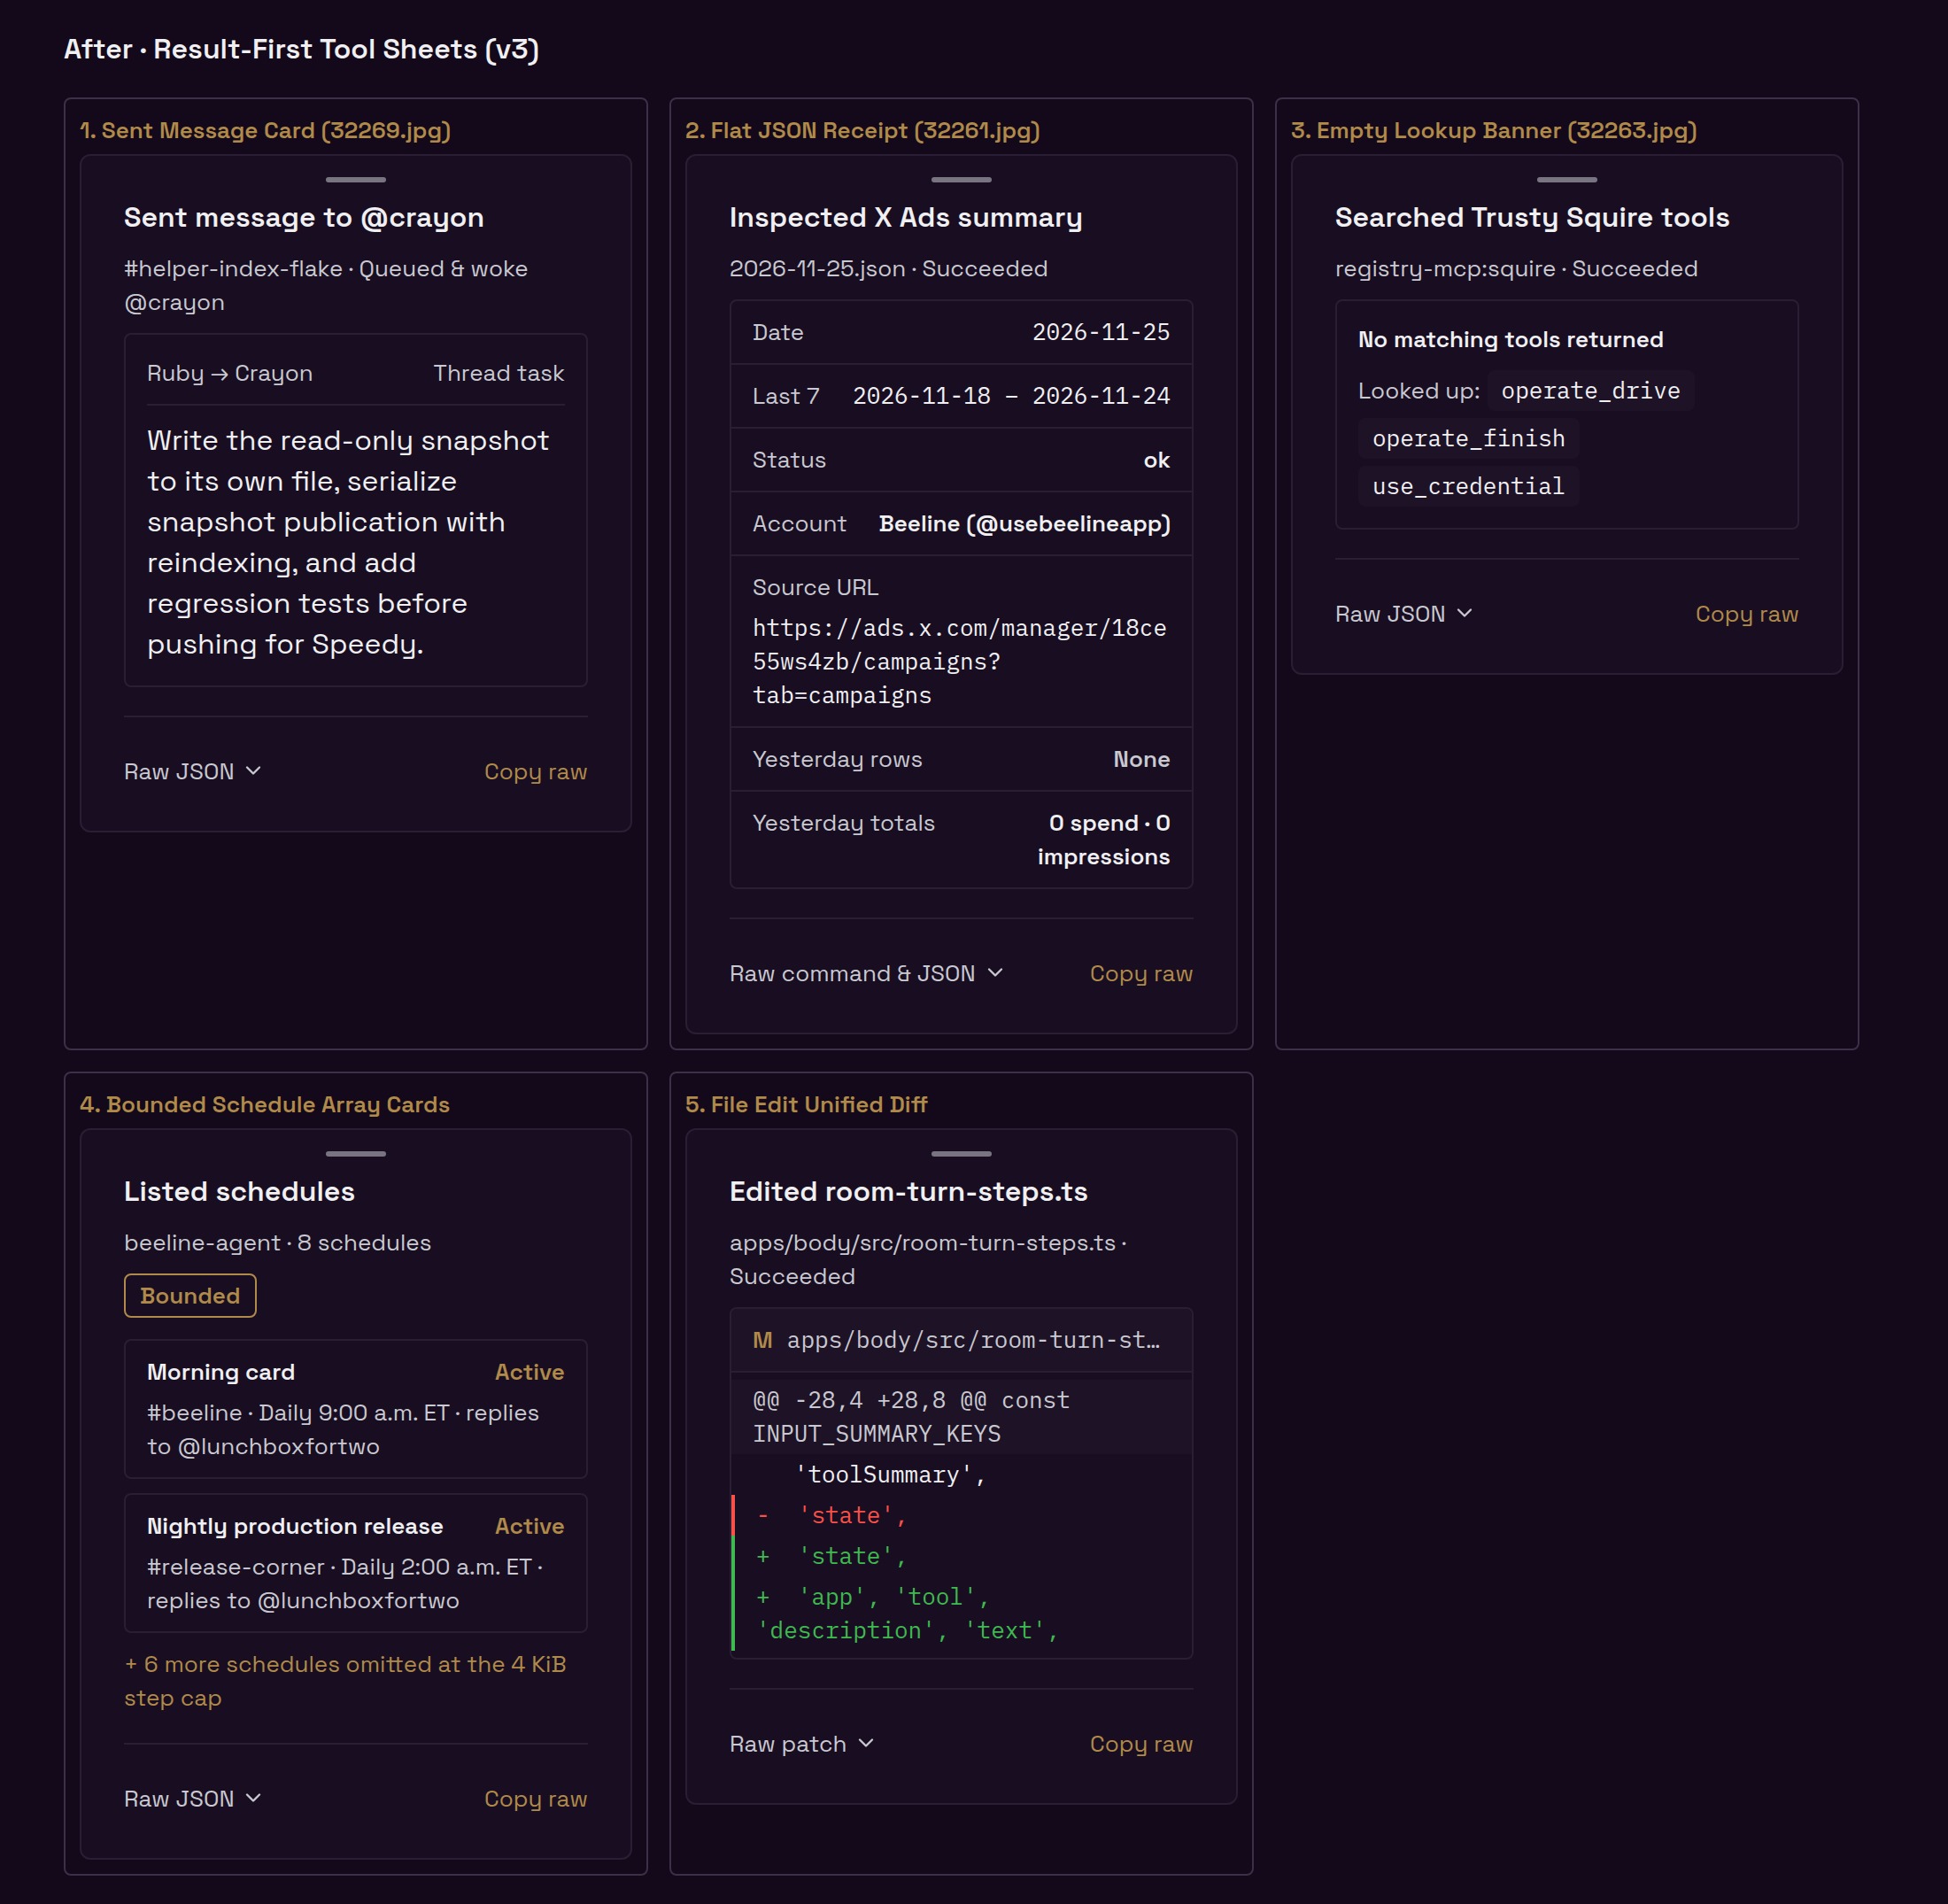 After · Result-First Tool Sheets (v3)
1. Sent Message Card (32269.jpg)
Sent message to @crayon
#helper-index-flake · Queued & woke
@crayon
Ruby → Crayon
Thread task
Write the read-only snapshot
to its own file, serialize
snapshot publication with
reindexing, and add
regression tests before
pushing for Speedy.
Raw JSON
Copy raw
2. Flat JSON Receipt (32261.jpg)
Inspected X Ads summary
2026-11-25.json · Succeeded
Date 2026-11-25
Last 7 2026-11-18 – 2026-11-24
Status ok
Account Beeline (@usebeelineapp)
Source URL
https://ads.x.com/manager/18ce
55ws4zb/campaigns?
tab=campaigns
Yesterday rows None
Yesterday totals 0 spend · 0
impressions
Raw command & JSON
Copy raw
3. Empty Lookup Banner (32263.jpg)
Searched Trusty Squire tools
registry-mcp:squire · Succeeded
No matching tools returned
Looked up: operate_drive
operate_finish
use_credential
Raw JSON
Copy raw
4. Bounded Schedule Array Cards
Listed schedules
beeline-agent · 8 schedules
Bounded
Morning card Active
#beeline · Daily 9:00 a.m. ET · replies
to @lunchboxfortwo
Nightly production release Active
#release-corner · Daily 2:00 a.m. ET ·
replies to @lunchboxfortwo
+ 6 more schedules omitted at the 4 KiB
step cap
Raw JSON
Copy raw
5. File Edit Unified Diff
Edited room-turn-steps.ts
apps/body/src/room-turn-steps.ts ·
Succeeded
M apps/body/src/room-turn-st…
@@ -28,4 +28,8 @@ const
INPUT_SUMMARY_KEYS
'toolSummary',
- 'state',
+ 'state',
+ 'app', 'tool',
'description', 'text',
Raw patch
Copy raw